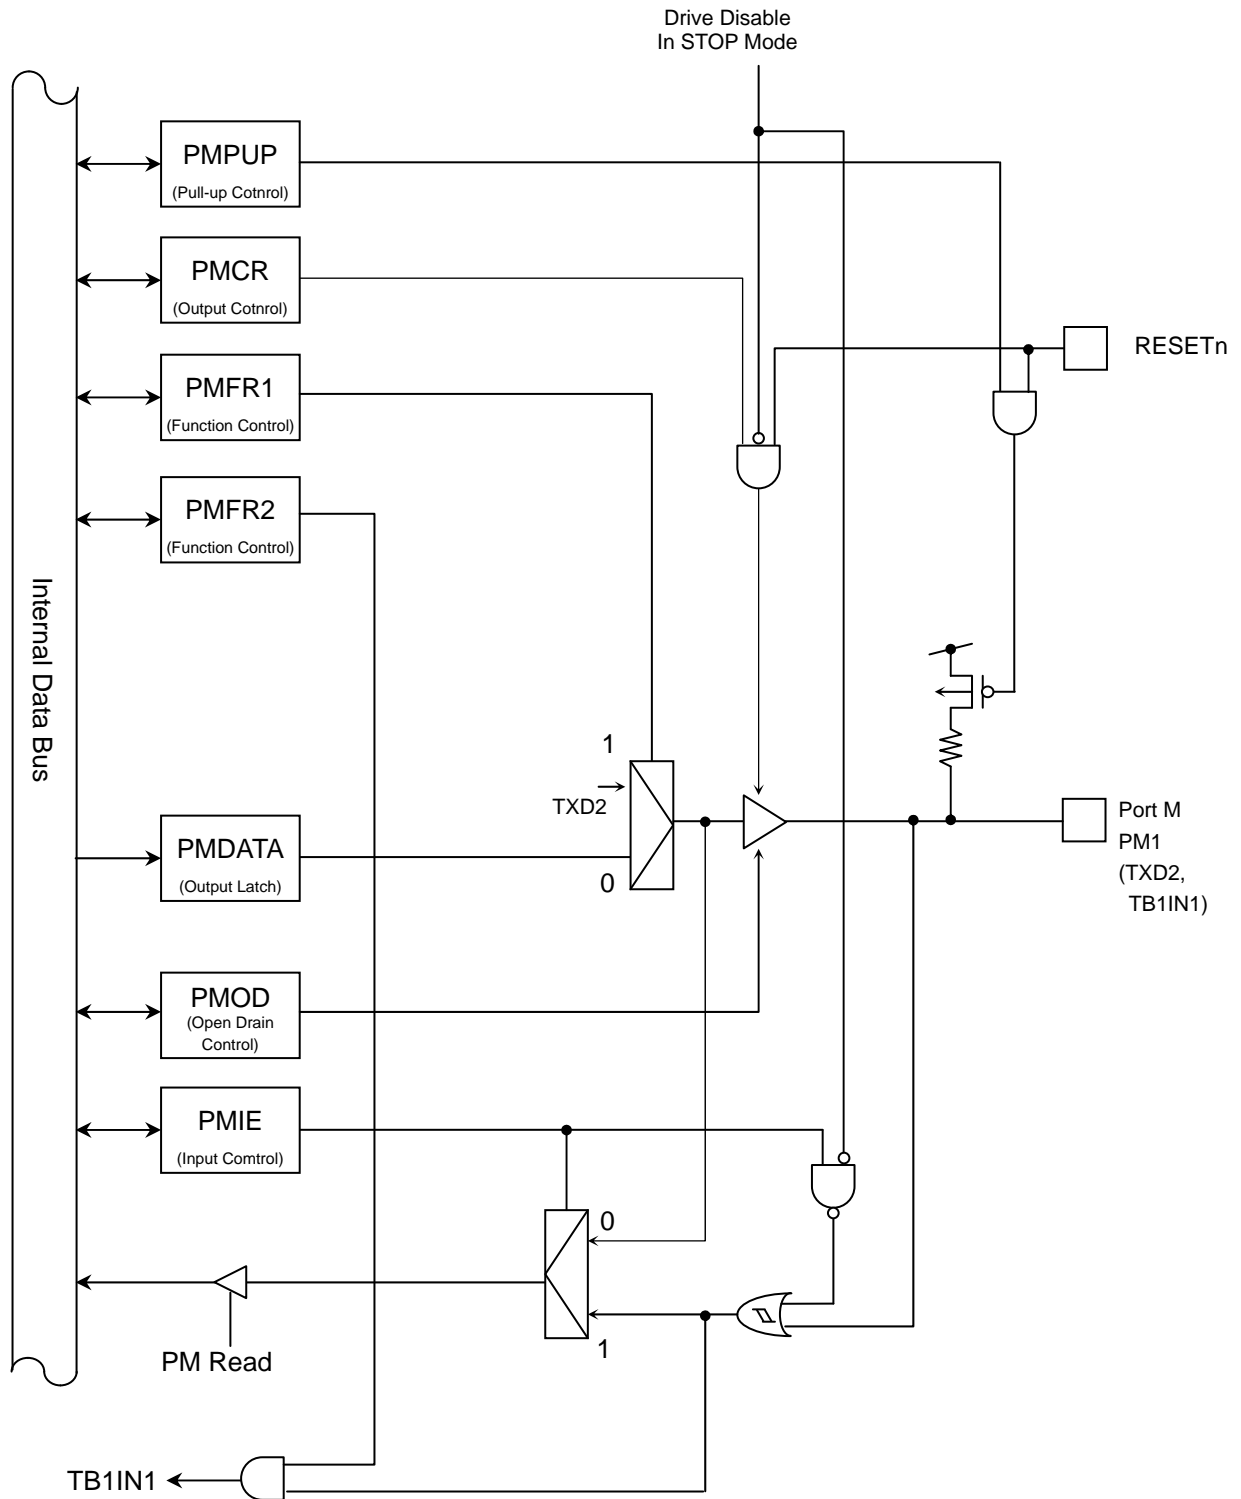 Drive Disable
In STOP Mode
PMPUP
(Pull-up Cotnrol)
PMCR
(Output Cotnrol)
RESETn
PMFR1
(Function Control)
PMFR2
(Function Control)
Internal Data Bus
1
TXD2
0
PMDATA
(Output Latch)
Port M
PM1
(TXD2,
TB1IN1)
PMOD
(Open Drain
Control)
PMIE
(Input Comtrol)
0
1
PM Read
TB1IN1